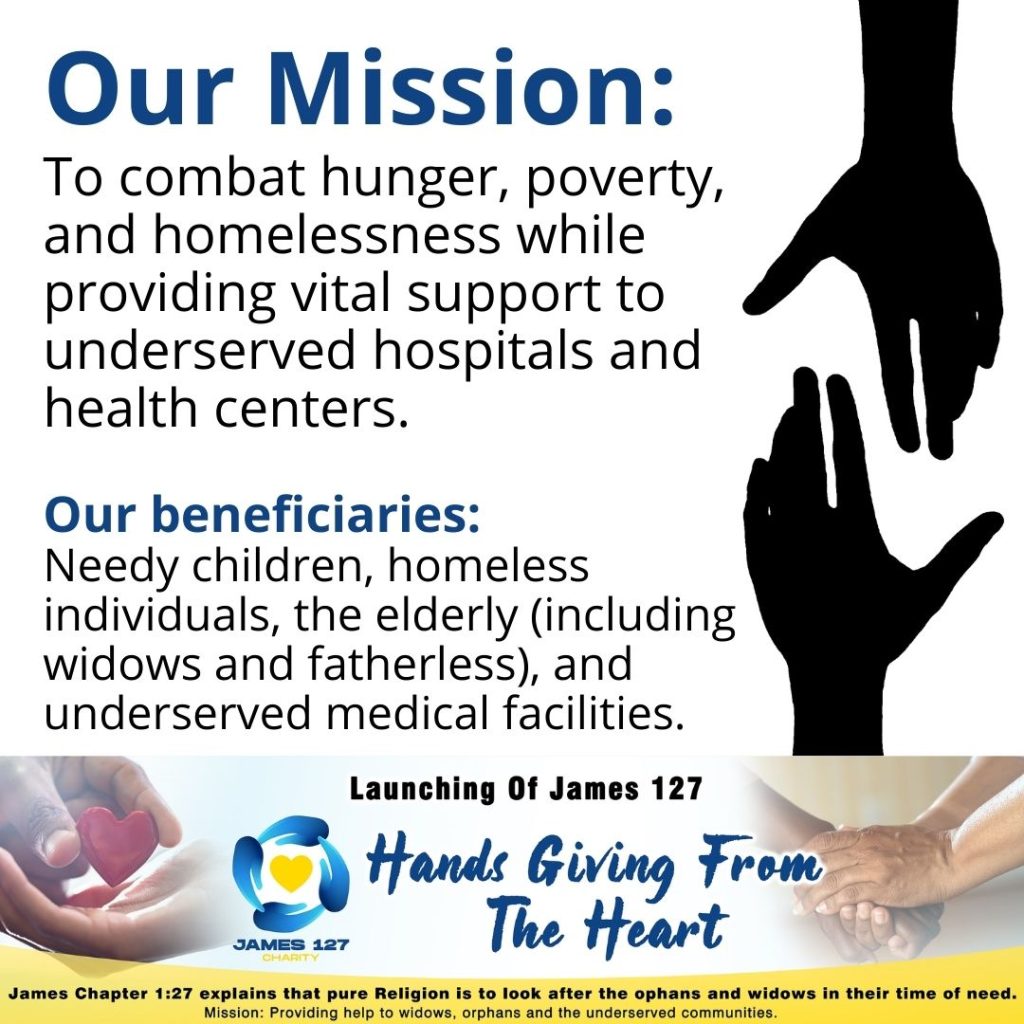 Our Mission:
To combat hunger, poverty,
and homelessness while
providing vital support to
underserved hospitals and
health centers.
Our beneficiaries:
Needy children, homeless
individuals, the elderly (including
widows and fatherless), and
underserved medical facilities.
Launching Of James 127
Hands Giving From
The Heart
JAMES 127
CHARITY
James Chapter 1:27 explains that pure Religion is to look after the ophans and widows in their time of need.
Mission: Providing help to widows, orphans and the underserved communities.